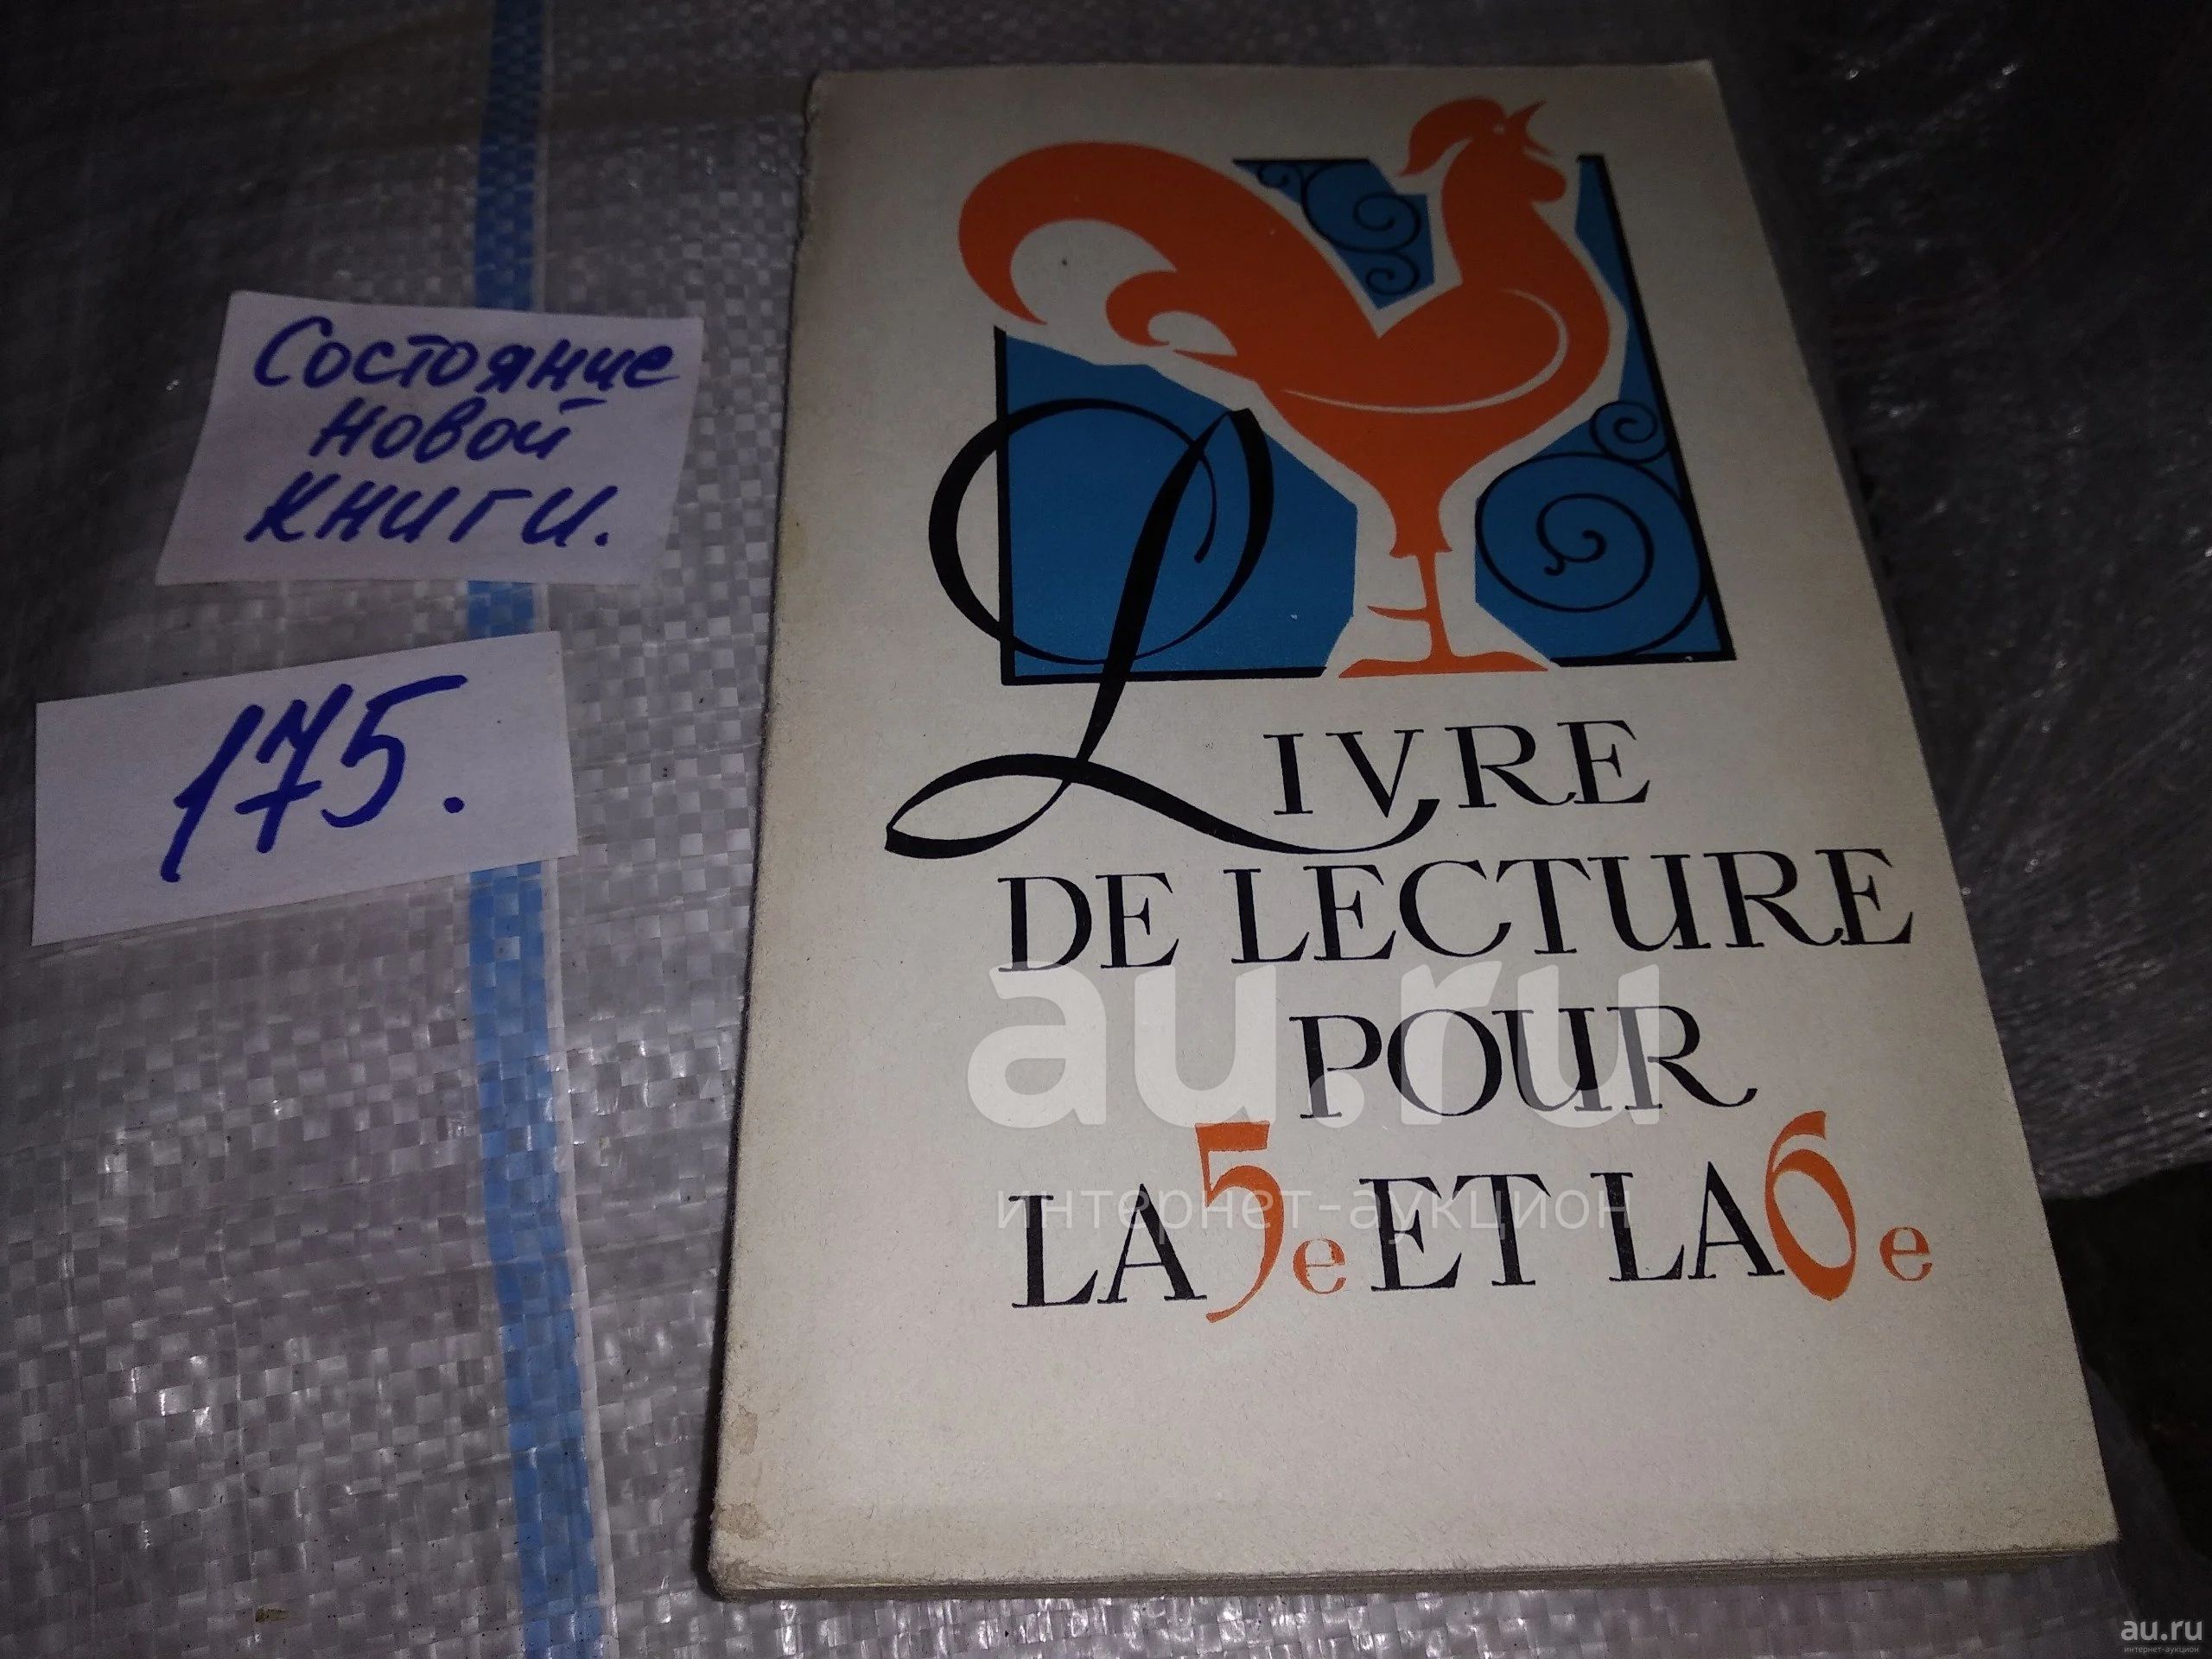 Состояние
новой
книги.
175.
LIVRE
DE LECTURE
POUR
LA 5e ET LA 6e
au.ru
интернет-аукцион
au.ru
интернет-аукцион